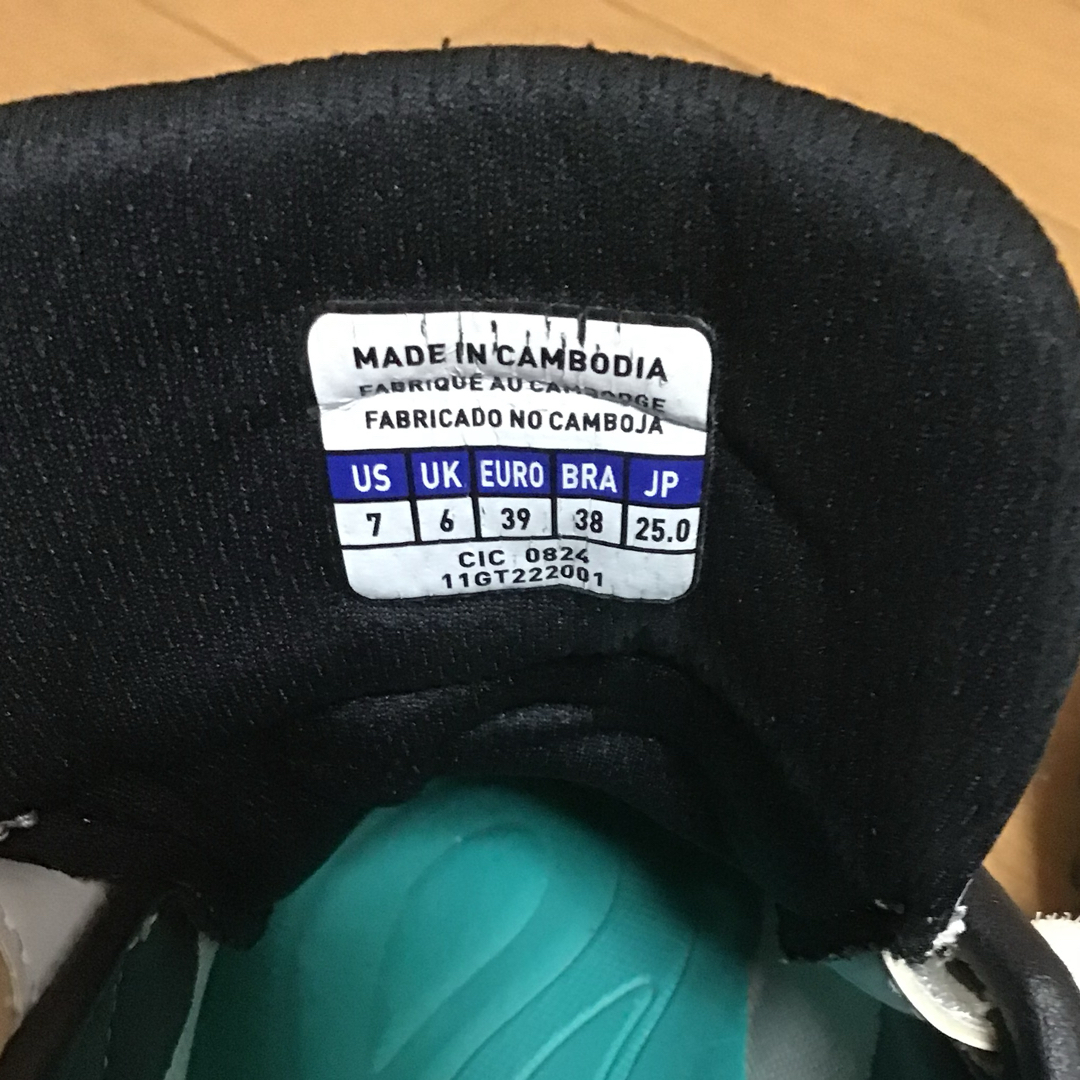 MADE IN CAMBODIA
FABRIQUÉ AU CAMBODGE
FABRICADO NO CAMBOJA
US UK EURO BRA JP
7 6 39 38 25.0
CIC 0824
11GT222001